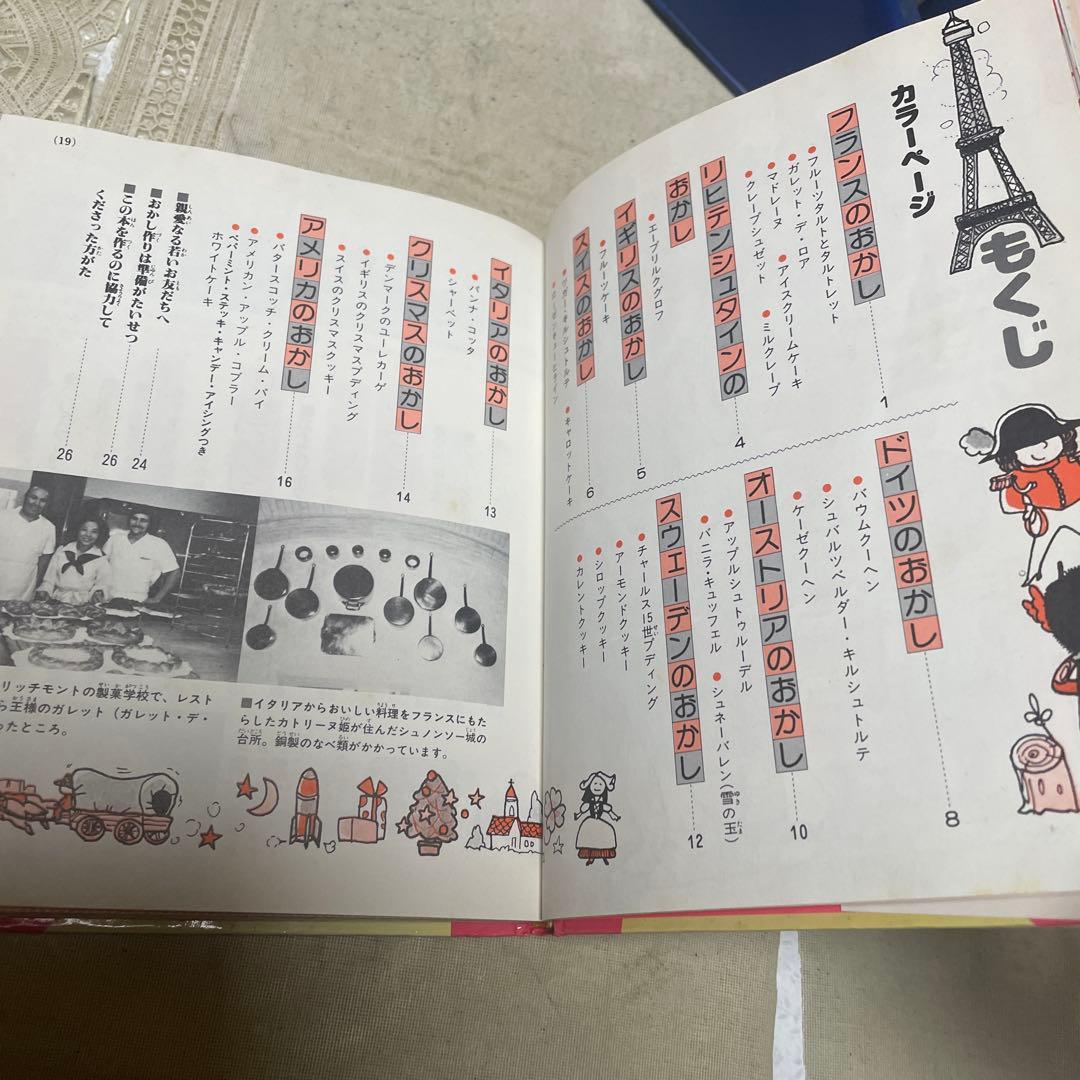 カラーページ
もくじ
フランスのおかし
1
●フルーツタルトとタルトレット
●ガレット・デ・ロア
●アイスクリームケーキ
●マドレーヌ
●ミルクレープ
●クレープシュゼット
リヒテンシュタインの
おかし
4
●エープリルグロフ
イギリスのおかし
5
●フルーツケーキ
スイスのおかし
6
●キャロットケーキ
ドイツのおかし
8
●バウムクーヘン
●シュバルツベルダー・キルシュトルテ
●ケーゼクーヘン
オーストリアのおかし
10
●アップルシュトゥルーデル
●シュネーバレン(雪の玉)
●バニラ・キュッフェル
スウェーデンのおかし
12
●チャールス15世プディング
●アーモンドクッキー
●シロップクッキー
●カレントクッキー
(19)
イタリアのおかし
13
●パンナ・コッタ
●シャーベット
クリスマスのおかし
14
●デンマークのユーレカーゲ
●イギリスのクリスマスプディング
●スイスのクリスマスクッキー
アメリカのおかし
16
●バタースコッチ・クリーム・パイ
●アメリカン・アップル・コブラー
●ペパーミント・ステッキ・キャンデー・アイシングつき
ホワイトケーキ
■親愛なる若いお友だちへ
24
■おかし作りは準備がたいせつ
26
■この本を作るのに協力して
くださった方がた
26
リッチモントの製菓学校で、レスト
ら王様のガレット(ガレット・デ・
ったところ。
■イタリアからおいしい料理をフランスにもた
らしたカトリーヌ姫が住んだシュノンソー城の
台所。銅製のなべ類がかかっています。